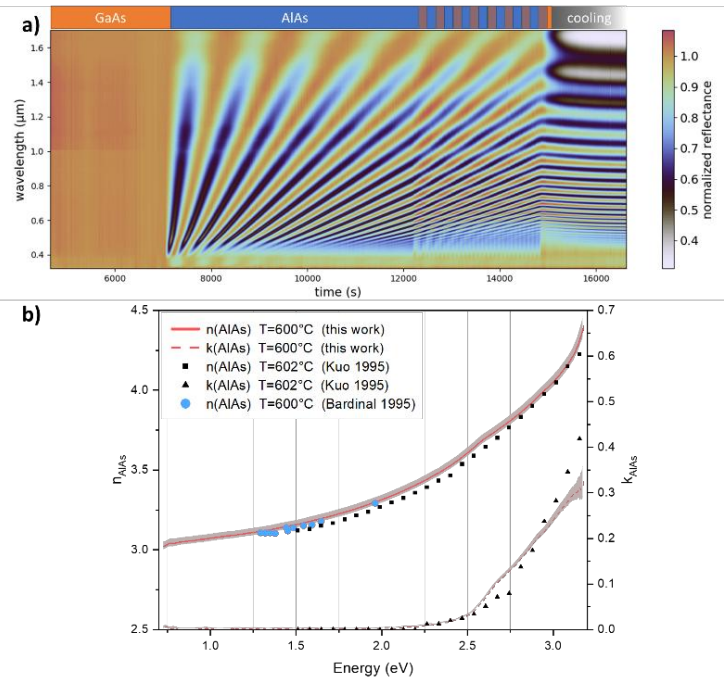 GaAs AlAs cooling
a)
1.6
1.4
1.2
1.0
0.8
0.6
0.4
wavelength (μm)
6000 8000 10000 12000 14000 16000
time (s)
1.0
0.9
0.8
0.7
0.6
0.5
0.4
normalized reflectance
b)
n(AlAs) T=600°C (this work)
k(AlAs) T=600°C (this work)
n(AlAs) T=602°C (Kuo 1995)
k(AlAs) T=602°C (Kuo 1995)
n(AlAs) T=600°C (Bardinal 1995)
4.5
4.0
3.5
3.0
2.5
nAlAs
0.7
0.6
0.5
0.4
0.3
0.2
0.1
0.0
kAlAs
1.0 1.5 2.0 2.5 3.0
Energy (eV)